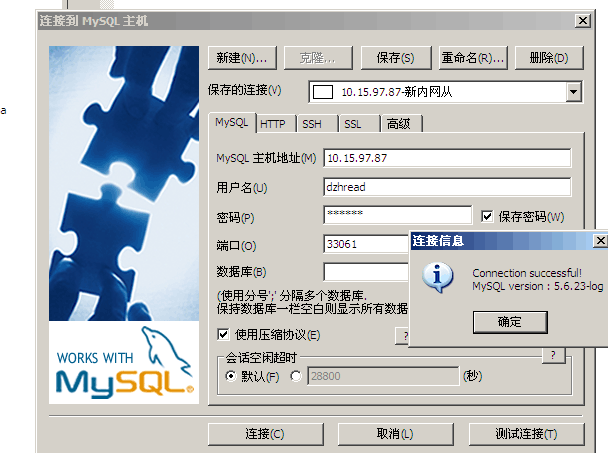 a
连接到 MySQL 主机
新建(N)...
克隆...
保存(S)
重命名(R)...
删除(D)
保存的连接(V)
10.15.97.87-新内网从
MySQL
HTTP
SSH
SSL
高级
MySQL 主机地址(M)
10.15.97.87
用户名(U)
dzhread
密码(P)
******
保存密码(W)
端口(O)
33061
数据库(B)
(使用分号';' 分隔多个数据库.
保持数据库一栏空白则显示所有数据
使用压缩协议(E)
?
会话空闲超时
?
默认(F)
28800
(秒)
连接(C)
取消(L)
测试连接(T)
WORKS WITH
MySQL®
连接信息
Connection successful!
MySQL version : 5.6.23-log
确定